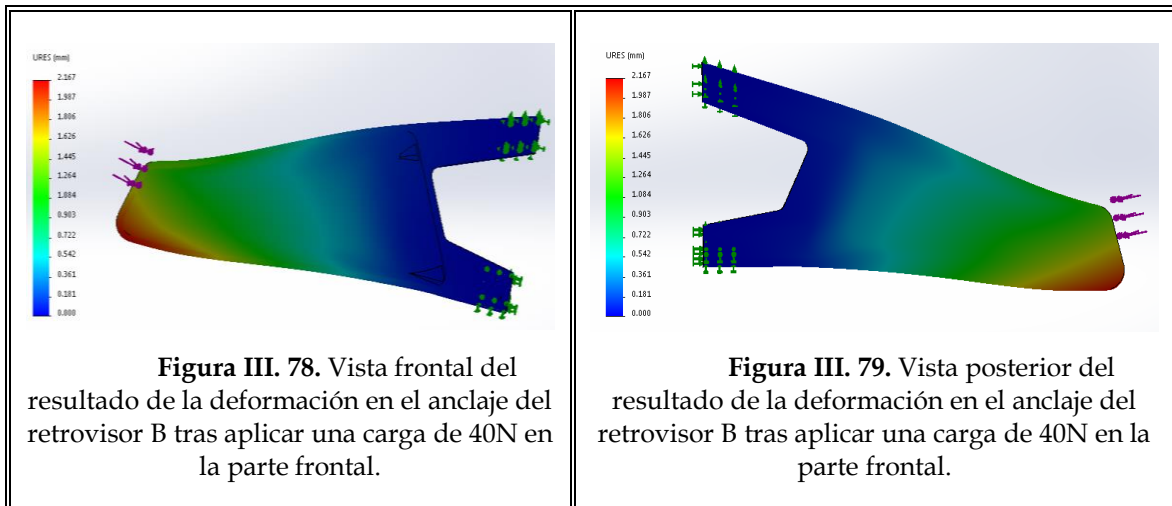 URES (mm)
2.167
1.987
1.806
1.626
1.445
1.264
1.084
0.903
0.722
0.542
0.361
0.181
0.000
Figura III. 78. Vista frontal del
resultado de la deformación en el anclaje del
retrovisor B tras aplicar una carga de 40N en
la parte frontal.
URES (mm)
2.167
1.987
1.806
1.626
1.445
1.264
1.084
0.903
0.722
0.542
0.361
0.181
0.000
Figura III. 79. Vista posterior del
resultado de la deformación en el anclaje del
retrovisor B tras aplicar una carga de 40N en la
parte frontal.